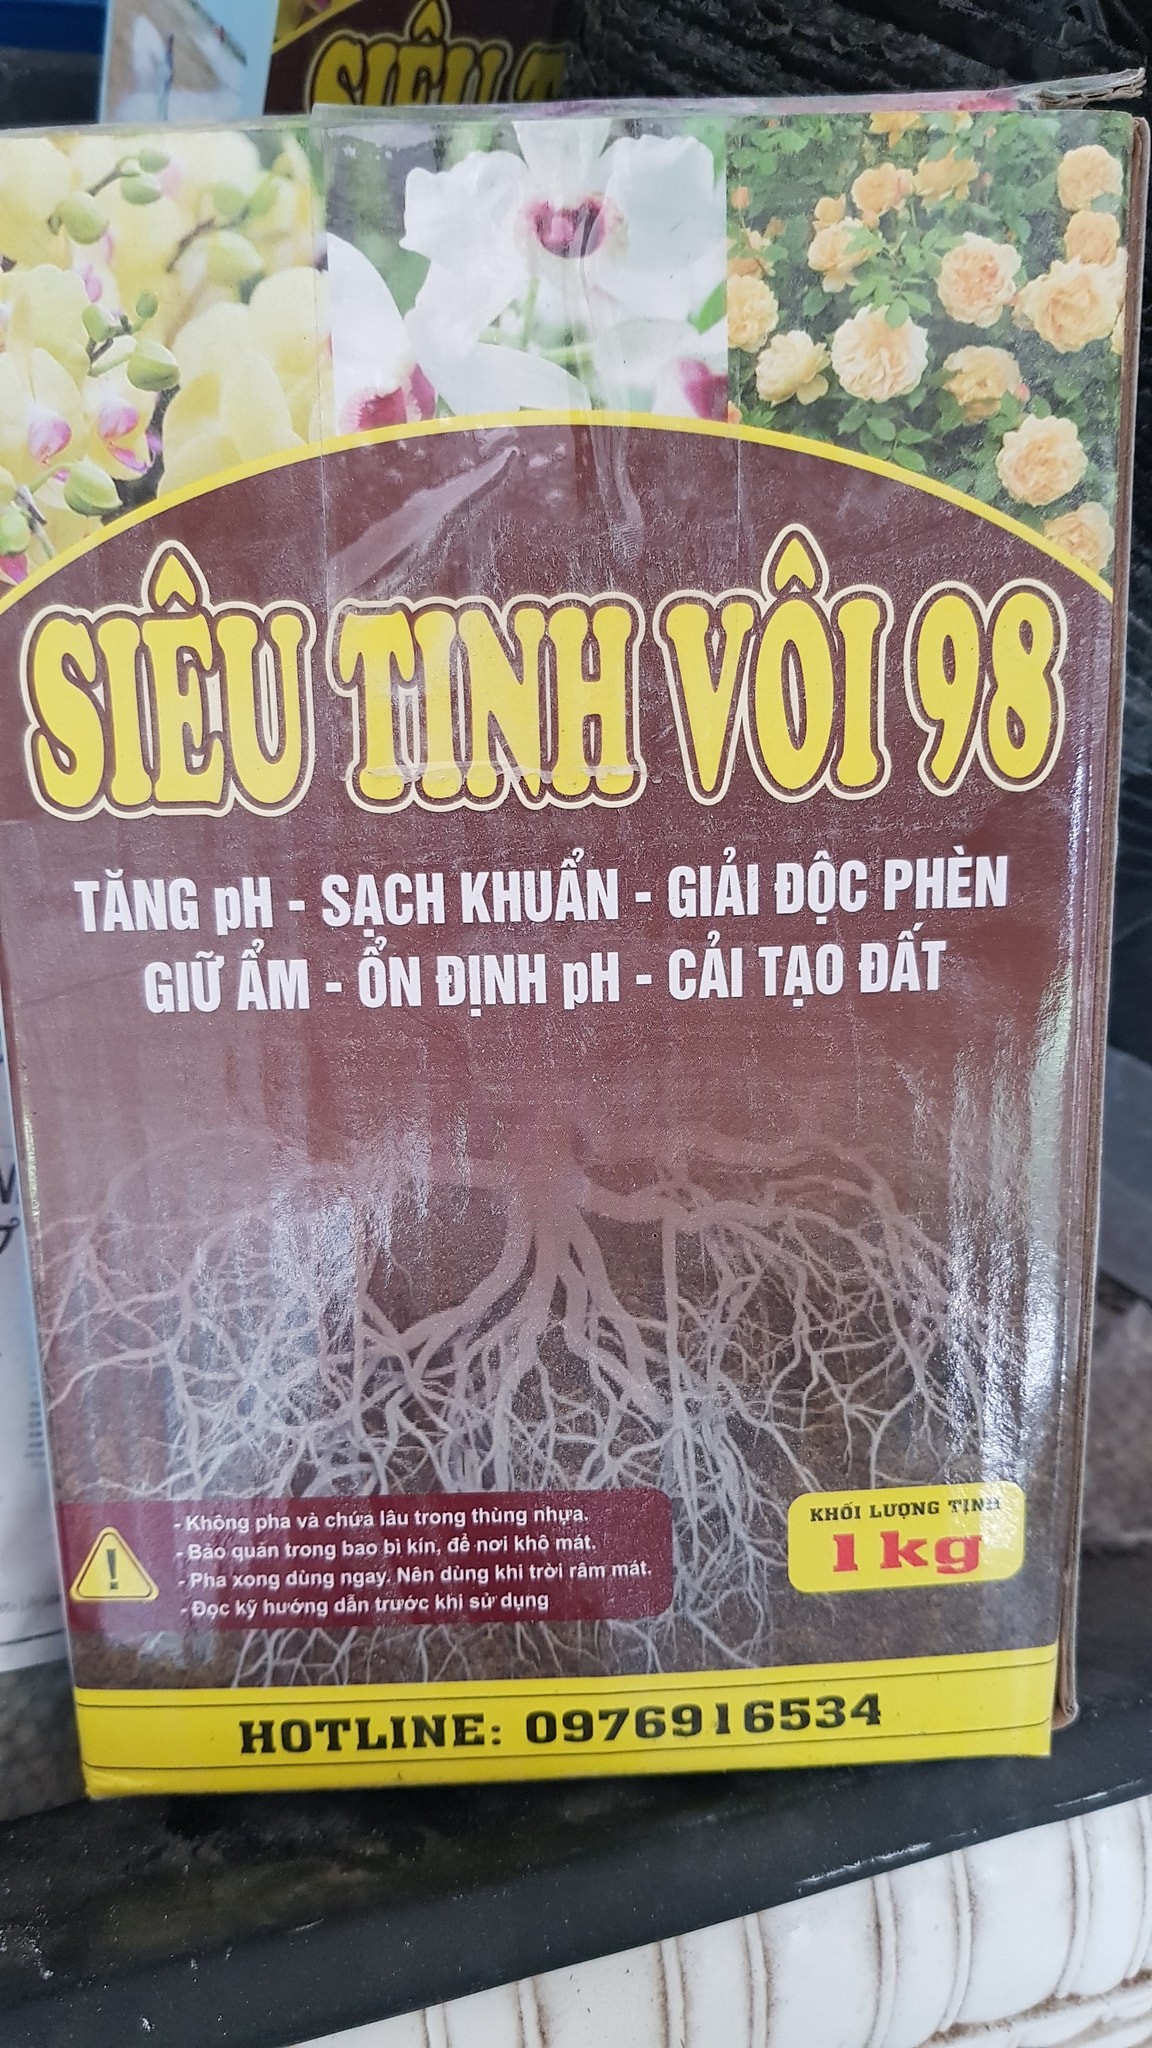 SIÊU T
SIÊU TINH VÔI 98
TĂNG pH - SẠCH KHUẨN - GIẢI ĐỘC PHÈN
GIỮ ẨM - ỔN ĐỊNH pH - CẢI TẠO ĐẤT
- Không pha và chứa lâu trong thùng nhựa.
- Bảo quản trong bao bì kín, để nơi khô mát.
- Pha xong dùng ngay. Nên dùng khi trời râm mát.
- Đọc kỹ hướng dẫn trước khi sử dụng
KHỐI LƯỢNG TỊNH
1 kg
HOTLINE: 0976916534